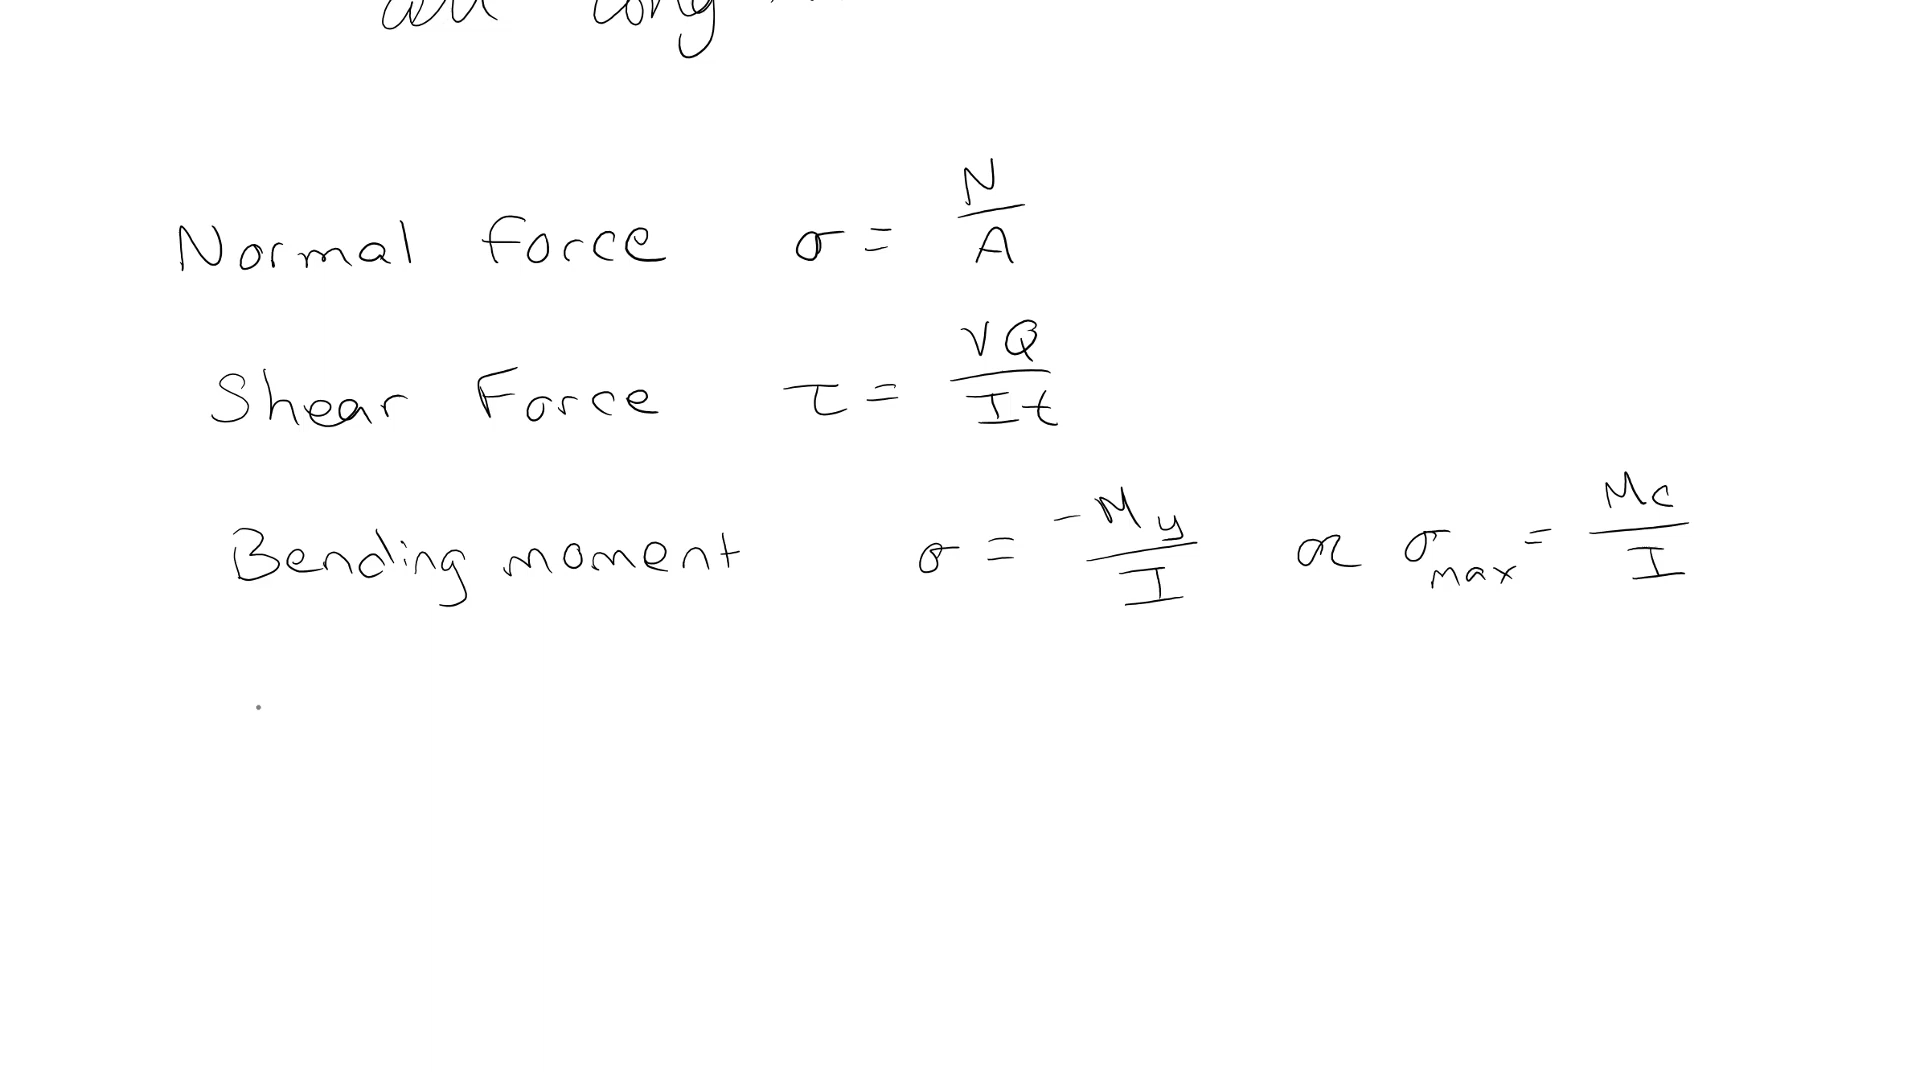 Normal force σ = N/A
Shear Force τ = VQ/It
Bending moment σ = -My/I or σmax = Mc/I